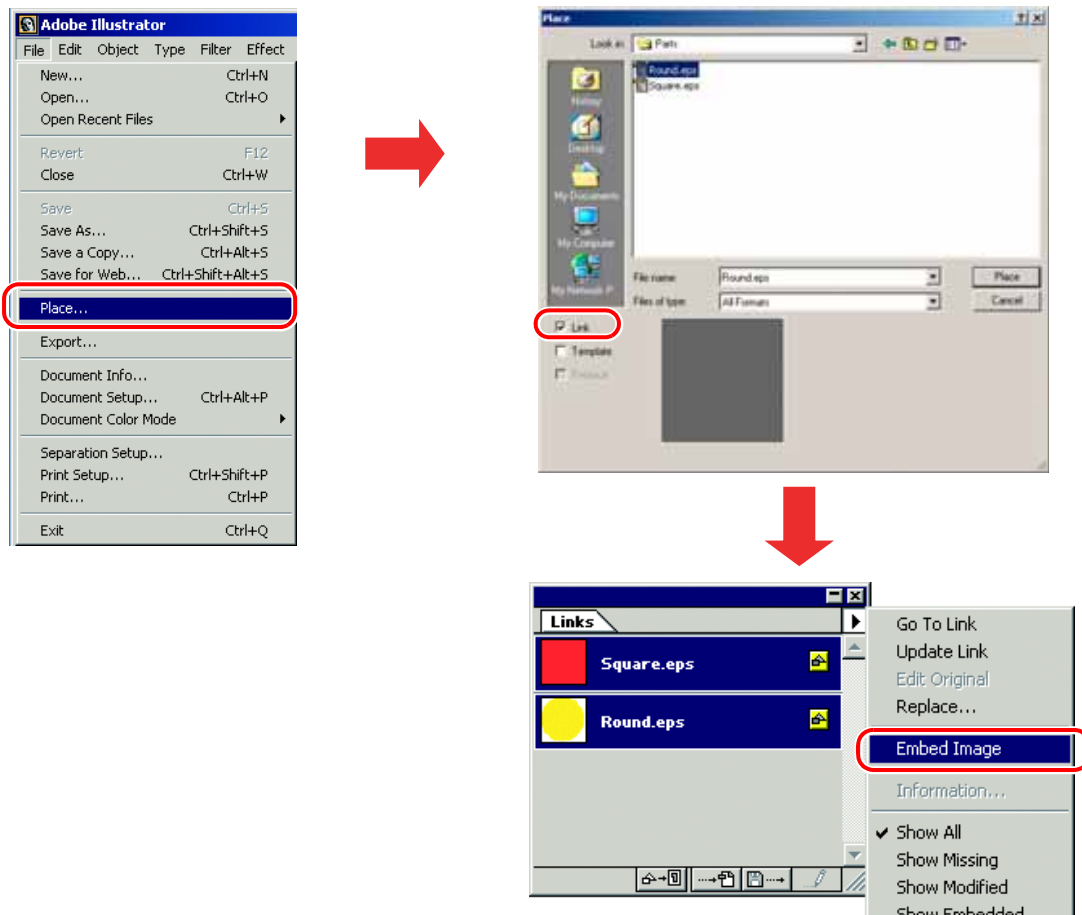 Adobe Illustrator
File Edit Object Type Filter Effect
New... Ctrl+N
Open... Ctrl+O
Open Recent Files
Revert F12
Close Ctrl+W
Save Ctrl+S
Save As... Ctrl+Shift+S
Save a Copy... Ctrl+Alt+S
Save for Web... Ctrl+Shift+Alt+S
Place...
Export...
Document Info...
Document Setup... Ctrl+Alt+P
Document Color Mode
Separation Setup...
Print Setup... Ctrl+Shift+P
Print... Ctrl+P
Exit Ctrl+Q
Place
Look in: Parts
Round.eps
Square.eps
History
Desktop
My Documents
My Computer
My Network P
File name: Round.eps Place
Files of type: All Formats Cancel
Link
Template
Links
Square.eps
Round.eps
Go To Link
Update Link
Edit Original
Replace...
Embed Image
Information...
Show All
Show Missing
Show Modified
Show Embedded